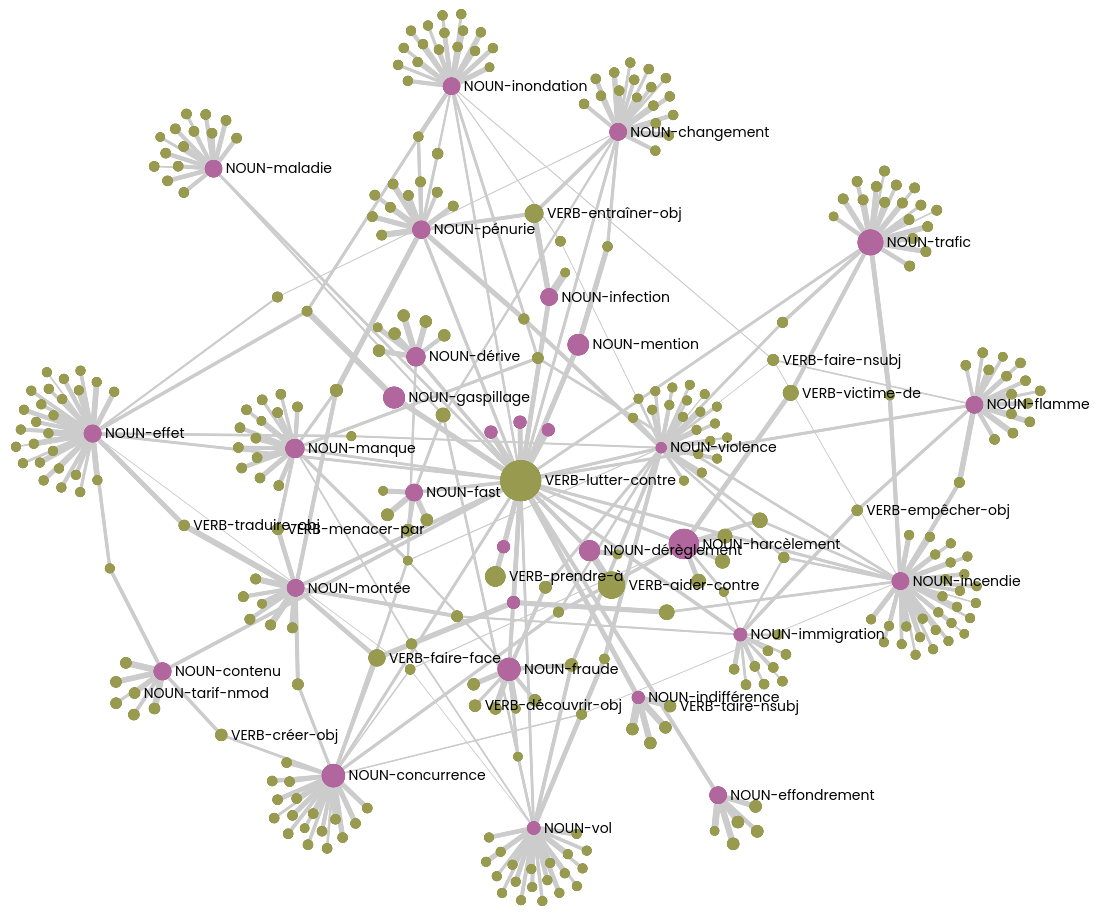 NOUN-inondation
NOUN-changement
NOUN-maladie
VERB-entraîner-obj
NOUN-pénurie
NOUN-trafic
NOUN-infection
NOUN-mention
NOUN-dérive
VERB-faire-nsubj
VERB-victime-de
NOUN-gaspillage
NOUN-flamme
NOUN-effet
NOUN-manque
NOUN-violence
VERB-lutter-contre
NOUN-fast
VERB-empêcher-obj
VERB-traduire-obj
VERB-menacer-par
NOUN-harcèlement
NOUN-dérèglement
VERB-prendre-à
VERB-aider-contre
NOUN-incendie
NOUN-montée
NOUN-immigration
VERB-faire-face
NOUN-contenu
NOUN-fraude
NOUN-tarif-nmod
NOUN-indifférence
VERB-découvrir-obj
VERB-taire-nsubj
VERB-créer-obj
NOUN-concurrence
NOUN-effondrement
NOUN-vol